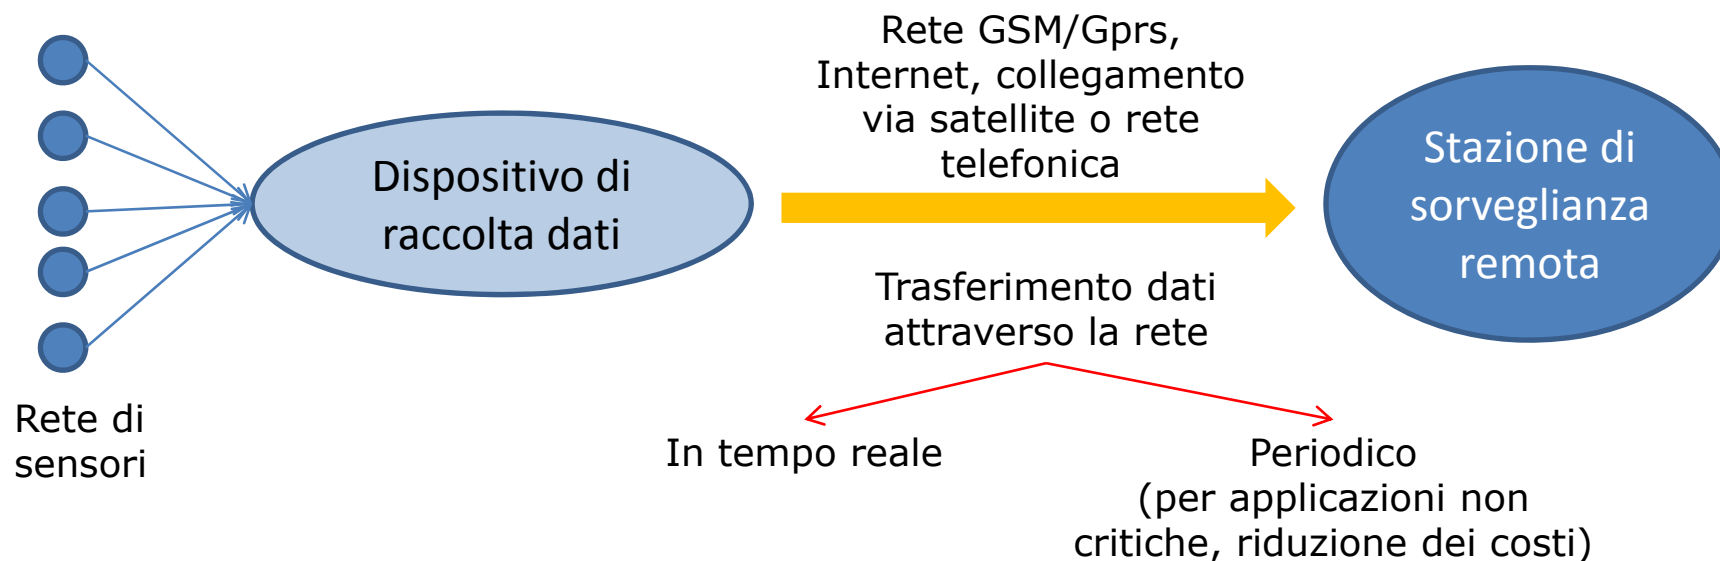 Rete GSM/Gprs,
Internet, collegamento
via satellite o rete
telefonica
Dispositivo di
raccolta dati
Stazione di
sorveglianza
remota
Trasferimento dati
attraverso la rete
Rete di
sensori
In tempo reale
Periodico
(per applicazioni non
critiche, riduzione dei costi)